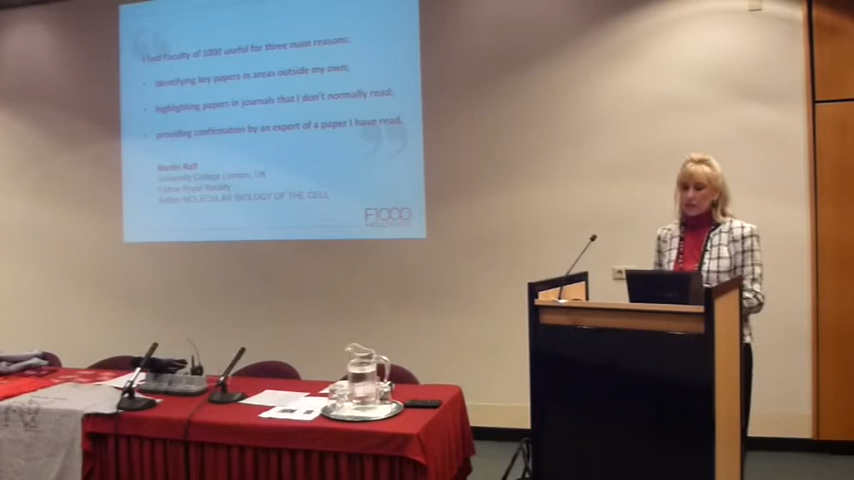 I find Faculty of 1000 useful for three main reasons:
identifying key papers in areas outside my own;
highlighting papers in journals that I don't normally read;
providing confirmation by an expert of a paper I have read.
Martin Raff
University College London, UK
Fellow Royal Society
MOLECULAR BIOLOGY OF THE CELL
F1000